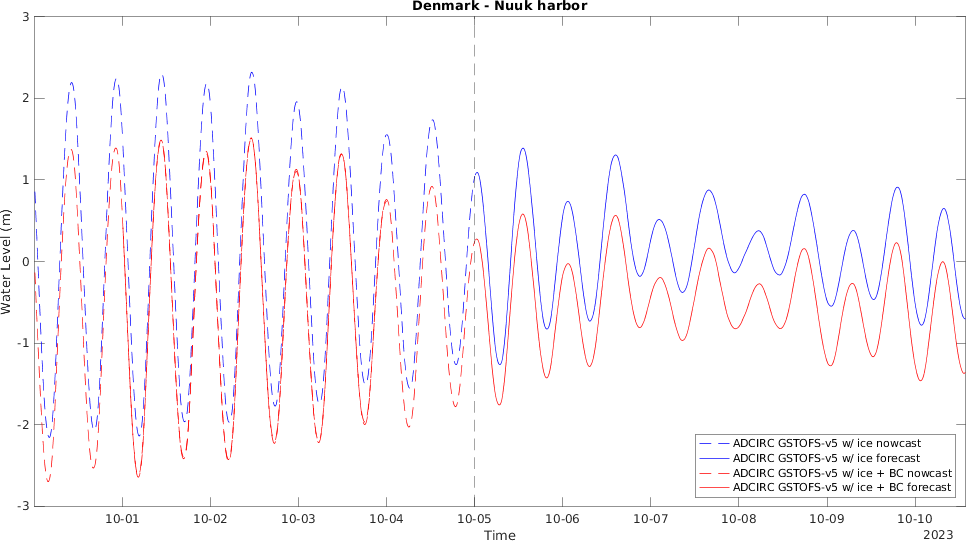 Denmark - Nuuk harbor
3
2
1
0
-1
-2
-3
Water Level (m)
10-01 10-02 10-03 10-04 10-05 10-06 10-07 10-08 10-09 10-10
2023
Time
ADCIRC GSTOFS-v5 w/ ice nowcast
ADCIRC GSTOFS-v5 w/ ice forecast
ADCIRC GSTOFS-v5 w/ ice + BC nowcast
ADCIRC GSTOFS-v5 w/ ice + BC forecast